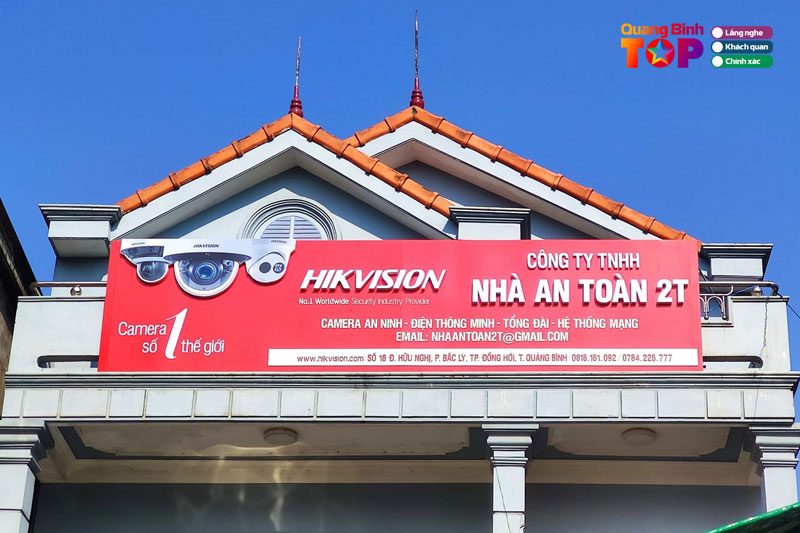 Quang Binh
TOP
Lắng nghe
Khách quan
Chính xác
HIKVISION
HIKVISION
No.1 Worldwide Security Industry Provider
CÔNG TY TNHH
NHÀ AN TOÀN 2T
Camera
số 1 thế giới
CAMERA AN NINH - ĐIỆN THÔNG MINH - TỔNG ĐÀI - HỆ THỐNG MẠNG
EMAIL: NHAANTOAN2T@GMAIL.COM
www.hikvision.com SỐ 18 Đ. HỮU NGHỊ, P. BẮC LÝ, TP. ĐỒNG HỚI, T. QUẢNG BÌNH 0818.161.092 / 0784.225.777